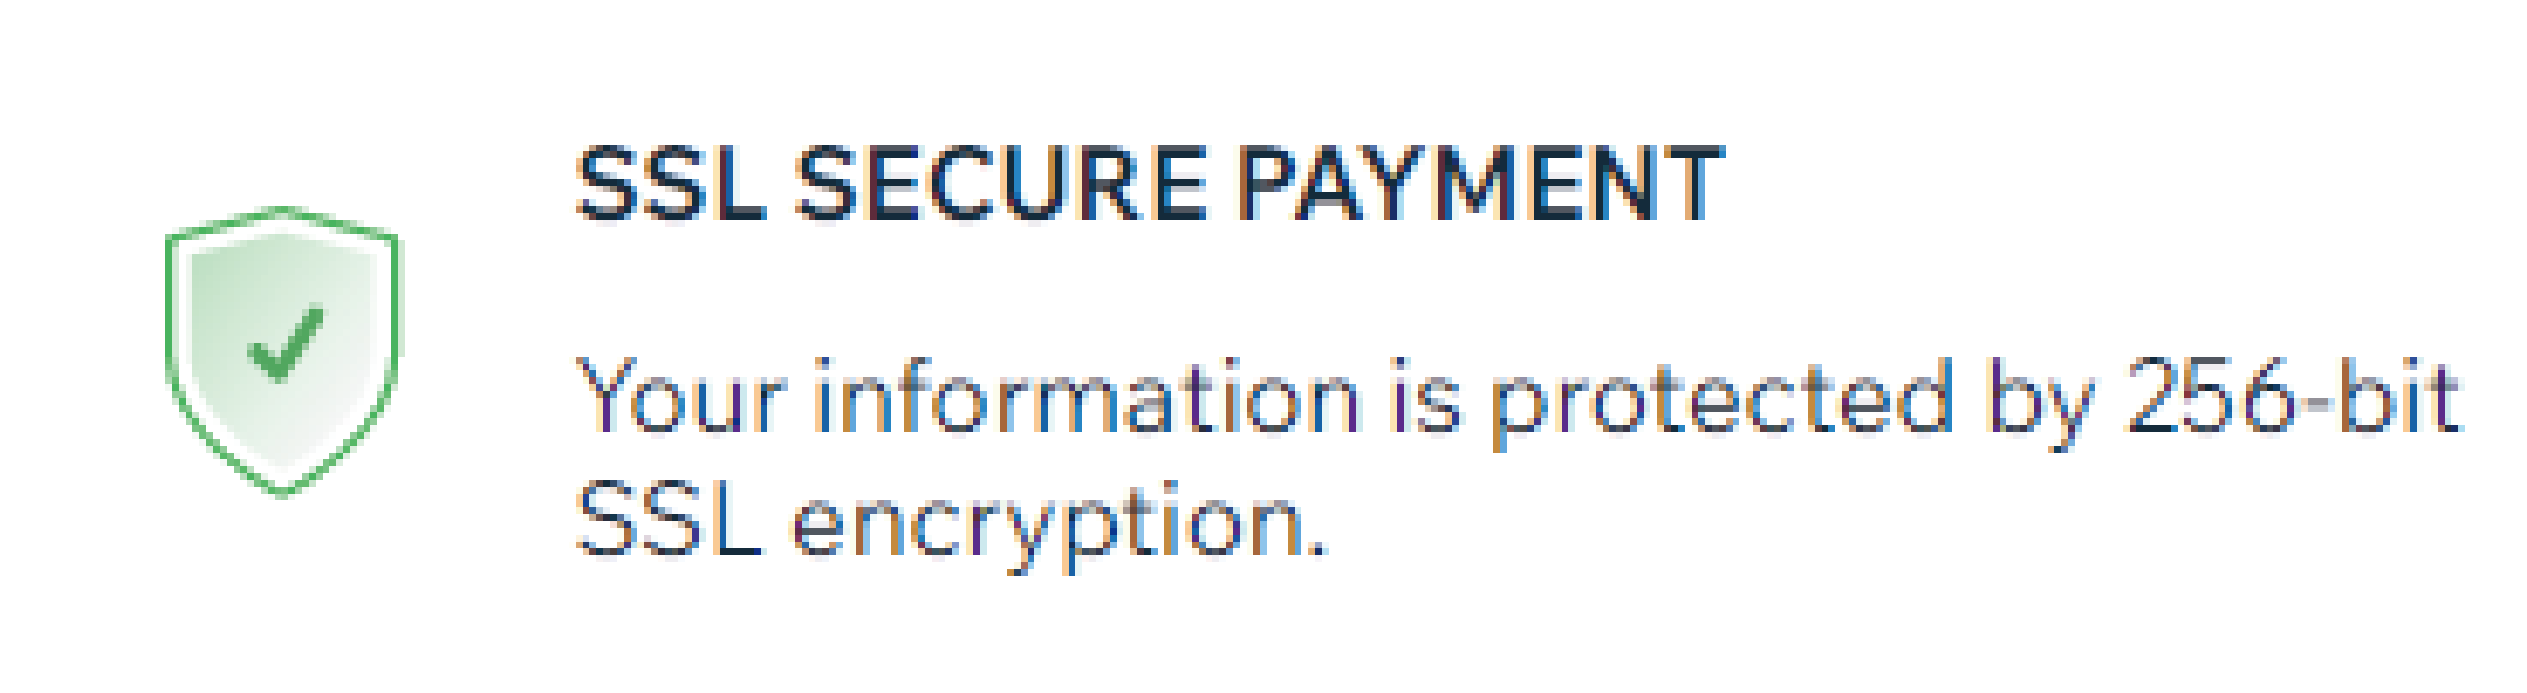 SSL SECURE PAYMENT
Your information is protected by 256-bit
SSL encryption.